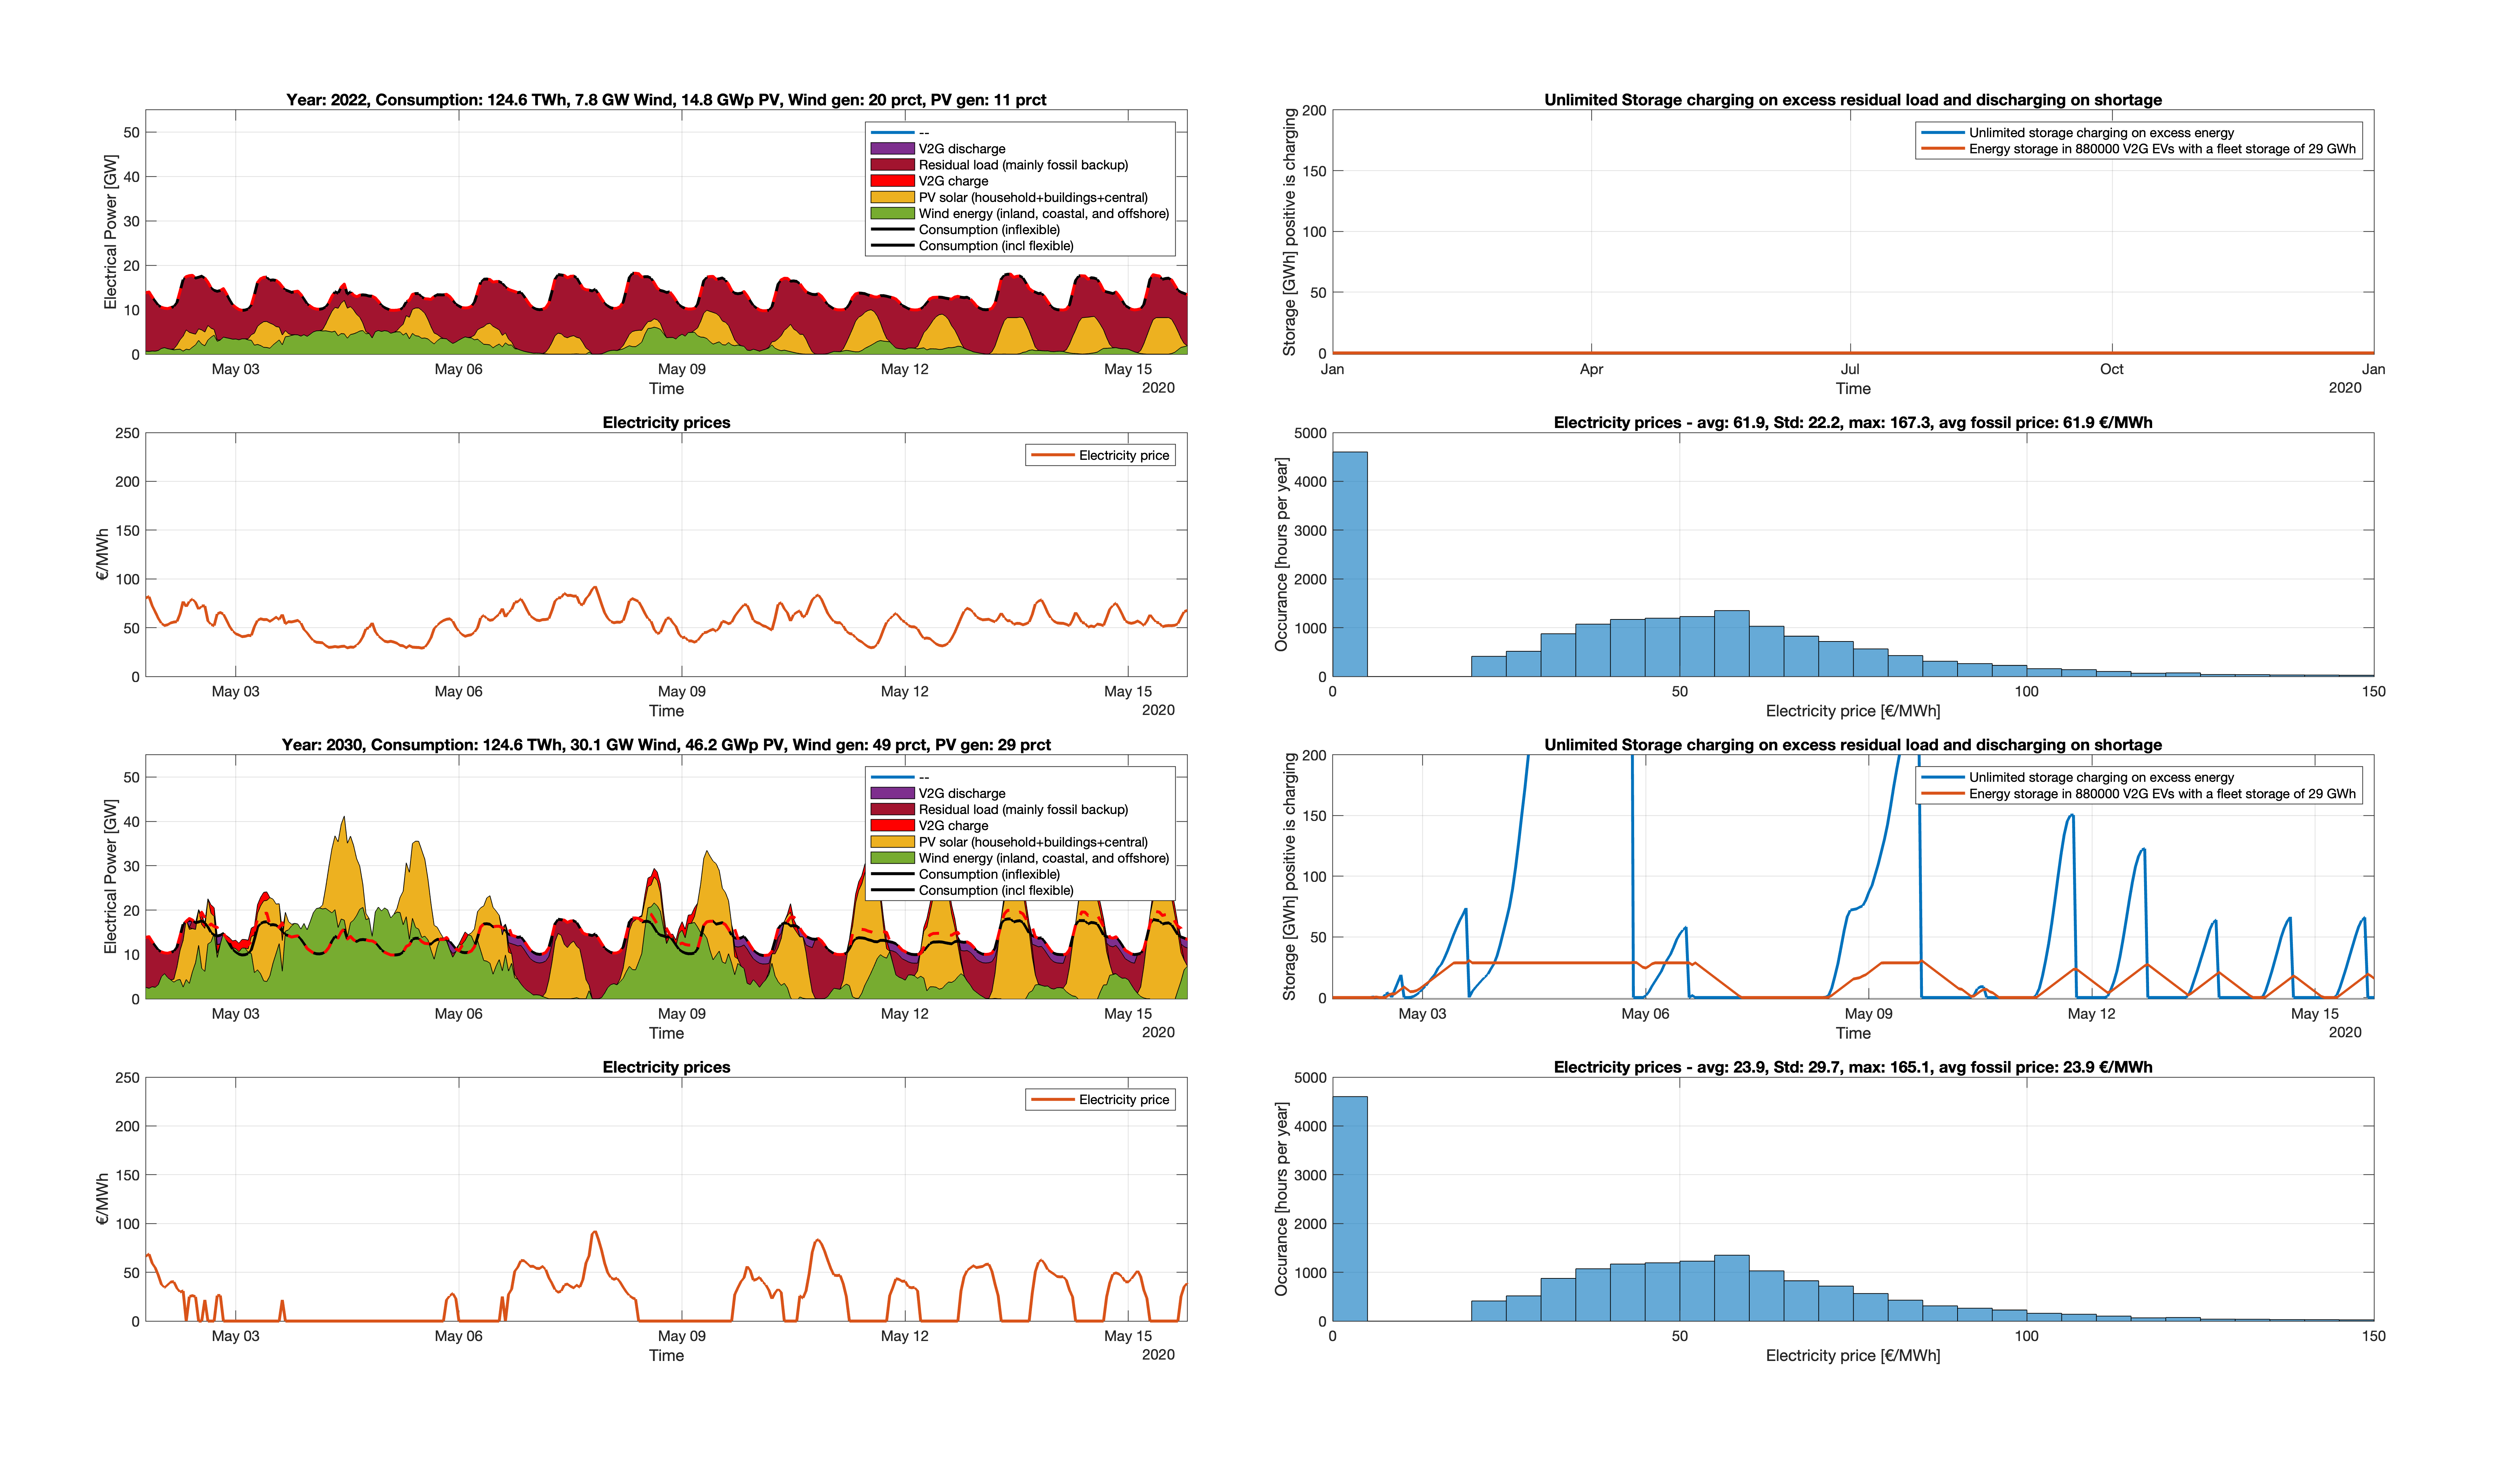 Year: 2022, Consumption: 124.6 TWh, 7.8 GW Wind, 14.8 GWp PV, Wind gen: 20 prct, PV gen: 11 prct
Electrical Power [GW]
50
40
30
20
10
0
--
V2G discharge
Residual load (mainly fossil backup)
V2G charge
PV solar (household+buildings+central)
Wind energy (inland, coastal, and offshore)
Consumption (inflexible)
Consumption (incl flexible)
May 03 May 06 May 09 May 12 May 15
Time
2020
Unlimited Storage charging on excess residual load and discharging on shortage
Storage [GWh] positive is charging
200
150
100
50
0
Unlimited storage charging on excess energy
Energy storage in 880000 V2G EVs with a fleet storage of 29 GWh
Jan Apr Jul Oct Jan
Time
2020
Electricity prices
€/MWh
250
200
150
100
50
0
Electricity price
May 03 May 06 May 09 May 12 May 15
Time
2020
Electricity prices - avg: 61.9, Std: 22.2, max: 167.3, avg fossil price: 61.9 €/MWh
Occurance [hours per year]
5000
4000
3000
2000
1000
0
0 50 100 150
Electricity price [€/MWh]
Year: 2030, Consumption: 124.6 TWh, 30.1 GW Wind, 46.2 GWp PV, Wind gen: 49 prct, PV gen: 29 prct
Electrical Power [GW]
50
40
30
20
10
0
--
V2G discharge
Residual load (mainly fossil backup)
V2G charge
PV solar (household+buildings+central)
Wind energy (inland, coastal, and offshore)
Consumption (inflexible)
Consumption (incl flexible)
May 03 May 06 May 09 May 12 May 15
Time
2020
Unlimited Storage charging on excess residual load and discharging on shortage
Storage [GWh] positive is charging
200
150
100
50
0
Unlimited storage charging on excess energy
Energy storage in 880000 V2G EVs with a fleet storage of 29 GWh
May 03 May 06 May 09 May 12 May 15
Time
2020
Electricity prices
€/MWh
250
200
150
100
50
0
Electricity price
May 03 May 06 May 09 May 12 May 15
Time
2020
Electricity prices - avg: 23.9, Std: 29.7, max: 165.1, avg fossil price: 23.9 €/MWh
Occurance [hours per year]
5000
4000
3000
2000
1000
0
0 50 100 150
Electricity price [€/MWh]